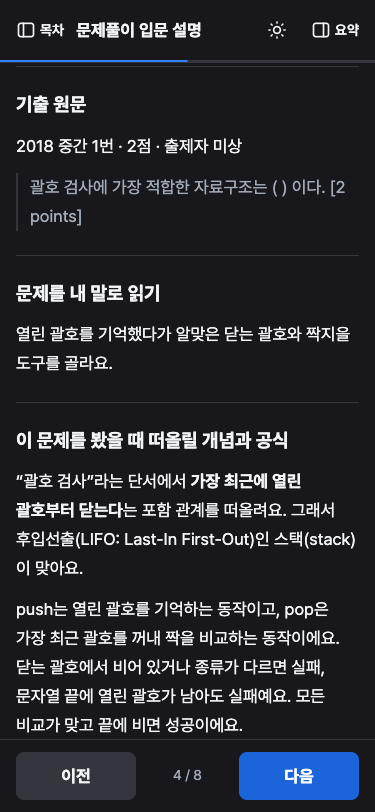 목차 문제풀이 입문 설명 요약
기출 원문
2018 중간 1번 · 2점 · 출제자 미상
괄호 검사에 가장 적합한 자료구조는 ( ) 이다. [2
points]
문제를 내 말로 읽기
열린 괄호를 기억했다가 알맞은 닫는 괄호와 짝지을
도구를 골라요.
이 문제를 봤을 때 떠올릴 개념과 공식
“괄호 검사”라는 단서에서 가장 최근에 열린
괄호부터 닫는다는 포함 관계를 떠올려요. 그래서
후입선출(LIFO: Last-In First-Out)인 스택(stack)
이 맞아요.
push는 열린 괄호를 기억하는 동작이고, pop은
가장 최근 괄호를 꺼내 짝을 비교하는 동작이에요.
닫는 괄호에서 비어 있거나 종류가 다르면 실패,
문자열 끝에 열린 괄호가 남아도 실패예요. 모든
비교가 맞고 끝에 비면 성공이에요.
이전 4 / 8 다음